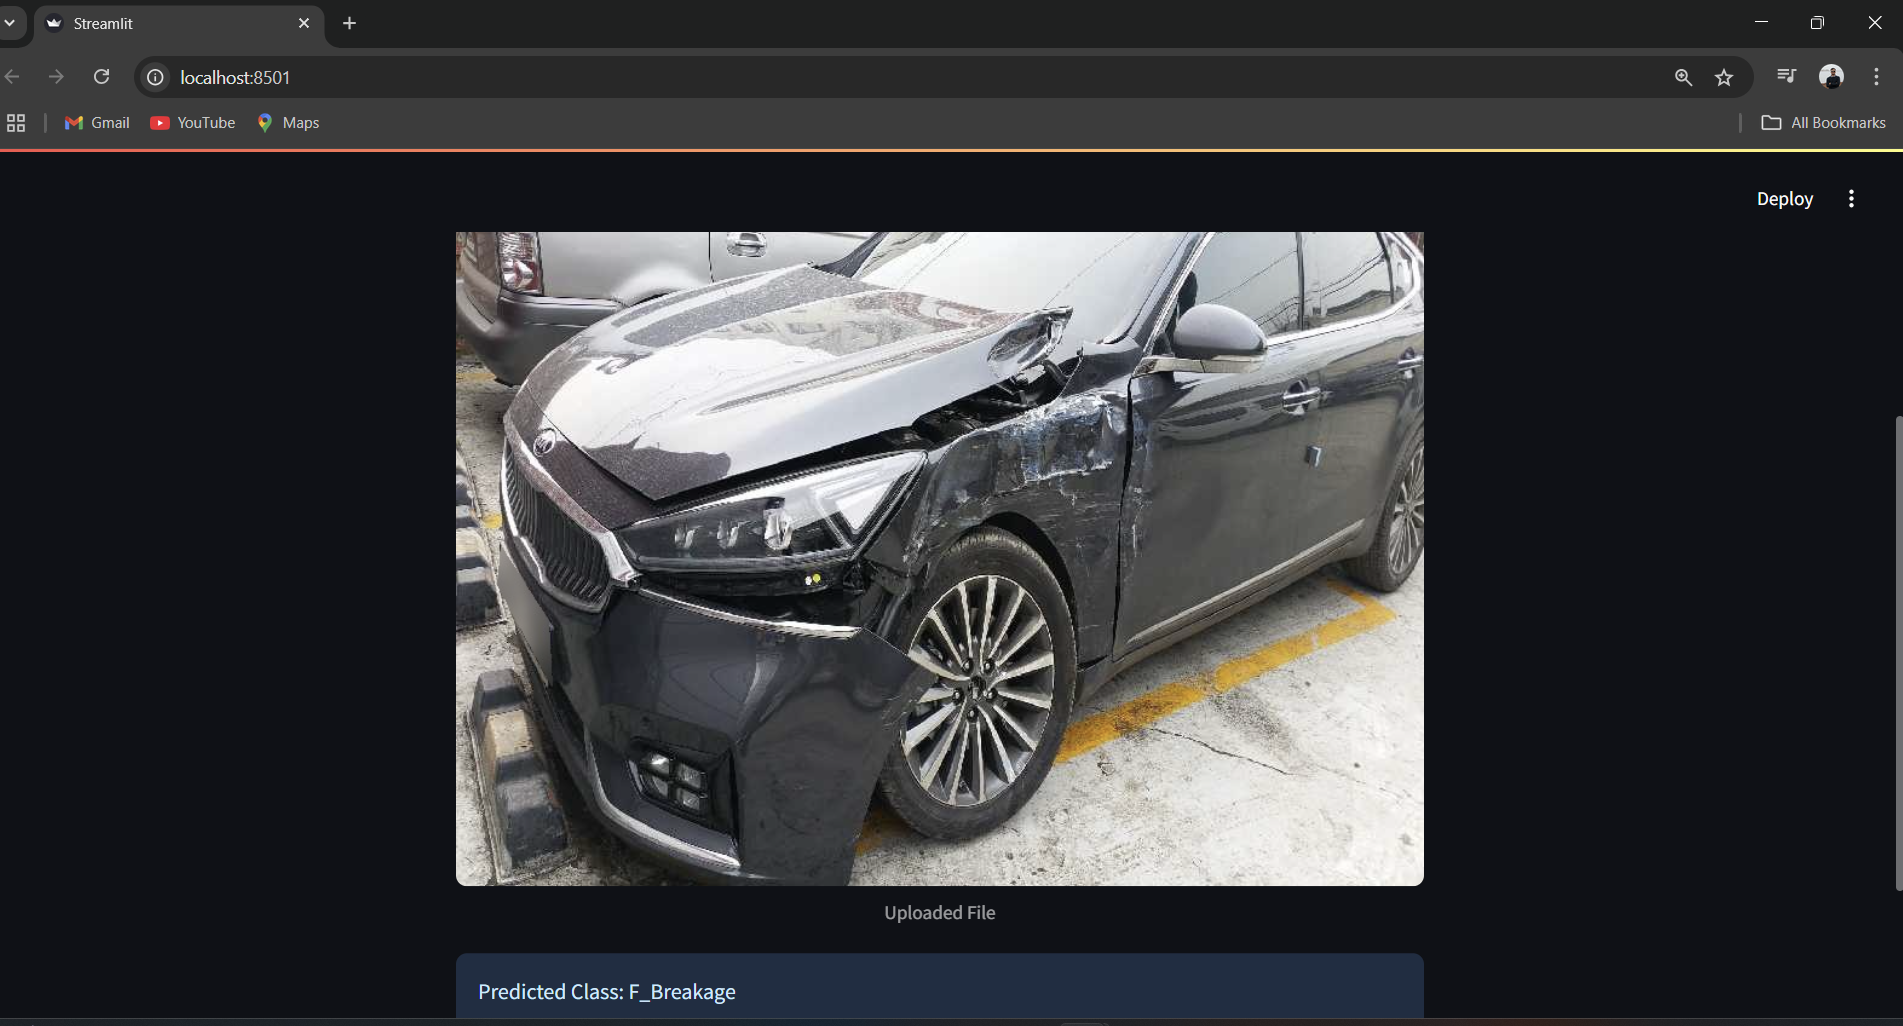 Streamlit
localhost:8501
Gmail
YouTube
Maps
All Bookmarks
Deploy
Uploaded File
Predicted Class: F_Breakage